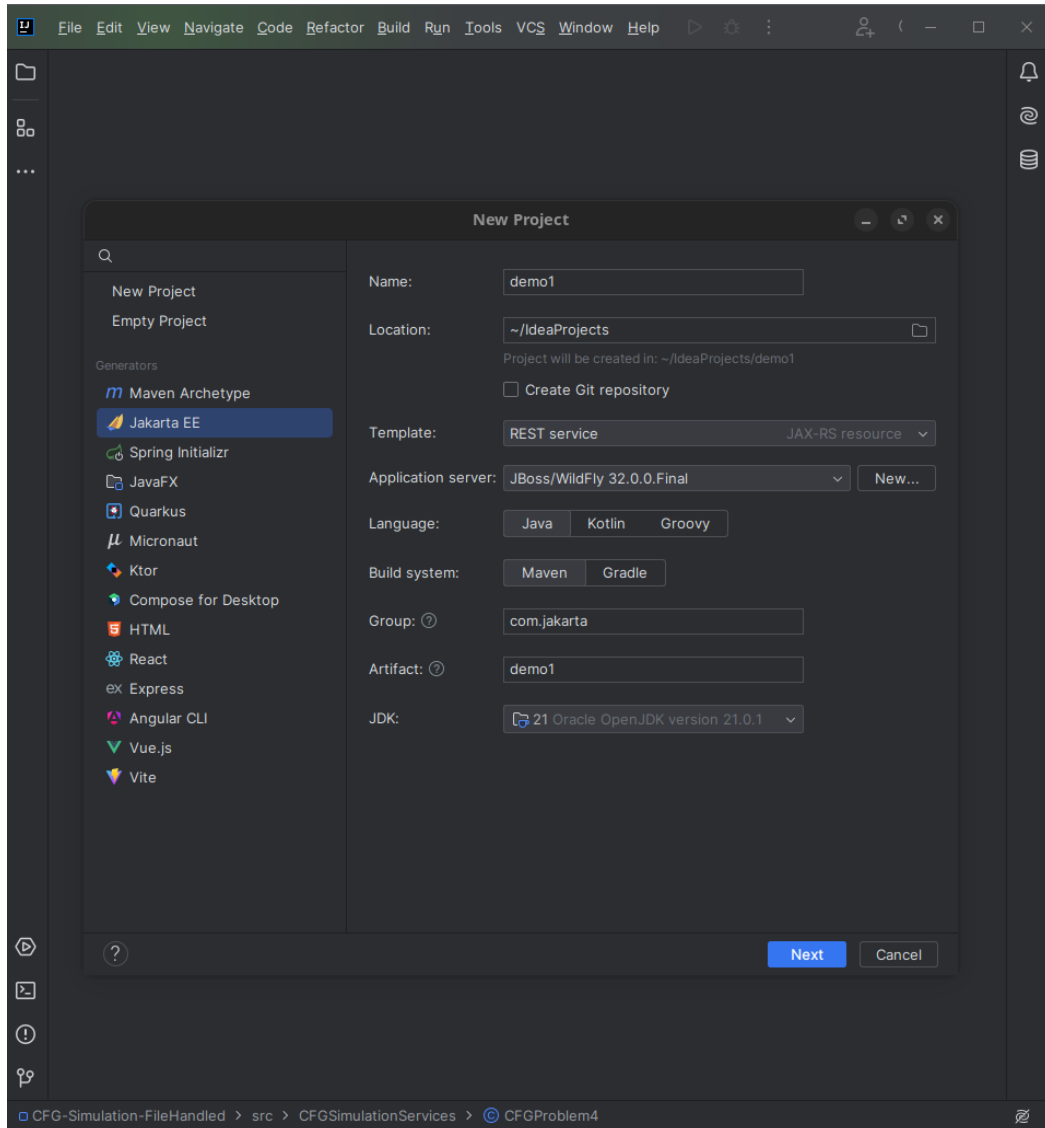 File Edit View Navigate Code Refactor Build Run Tools VCS Window Help
New Project
New Project
Empty Project
Generators
Maven Archetype
Jakarta EE
Spring Initializr
JavaFX
Quarkus
Micronaut
Ktor
Compose for Desktop
HTML
React
ex Express
Angular CLI
Vue.js
Vite
Name: demo1
Location: ~/IdeaProjects
Project will be created in: ~/IdeaProjects/demo1
Create Git repository
Template: REST service JAX-RS resource
Application server: JBoss/WildFly 32.0.0.Final New...
Language: Java Kotlin Groovy
Build system: Maven Gradle
Group: ? com.jakarta
Artifact: ? demo1
JDK: 21 Oracle OpenJDK version 21.0.1
? Next Cancel
CFG-Simulation-FileHandled > src > CFGSimulationServices > © CFGProblem4